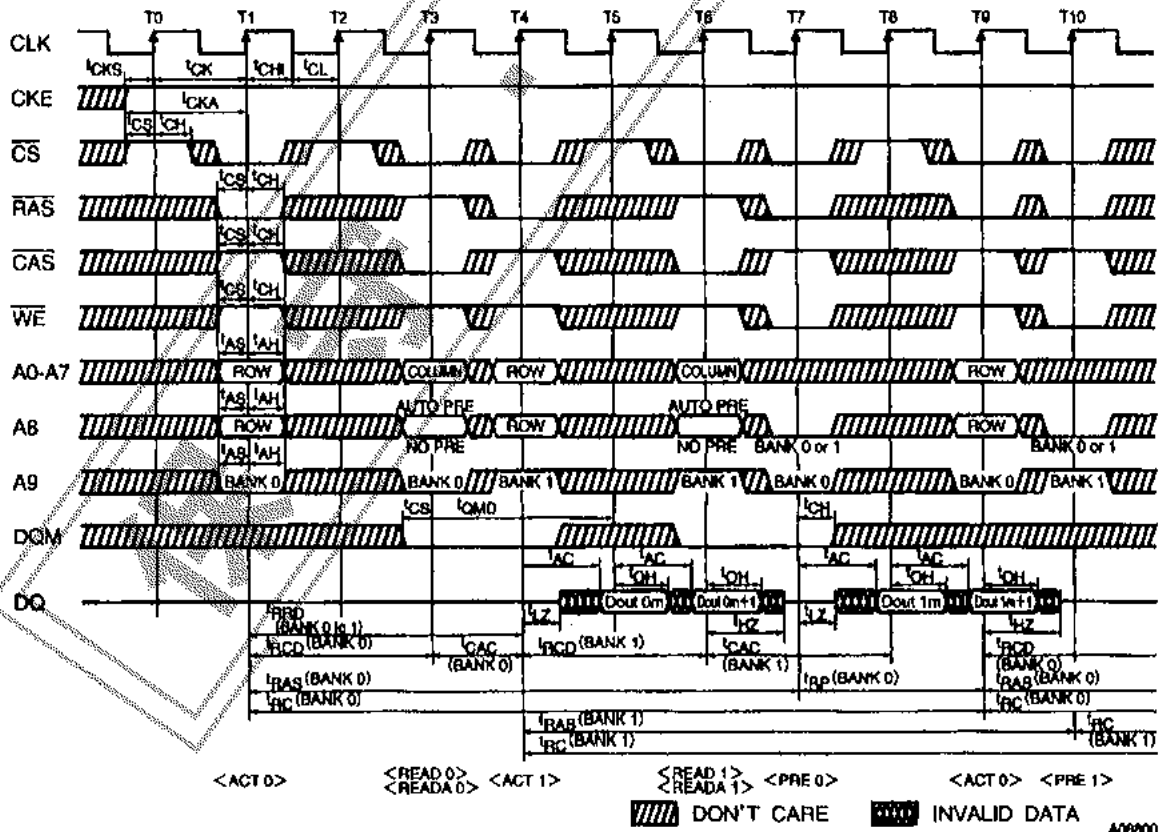 T0 T1 T2 T3 T4 T5 T6 T7 T8 T9 T10
CLK
tCKS tCK tCHI tCL
CKE
tCKA
tCS tCH
CS
tCS tCH
RAS
tCS tCH
CAS
tCS tCH
WE
tAS tAH
A0-A7 ROW COLUMN ROW COLUMN ROW
tAS tAH AUTO PRE AUTO PRE
A8 ROW ROW ROW
NO PRE NO PRE BANK 0 or 1 BANK 0 or 1
tAS tAH
A9 BANK 0 BANK 0 BANK 1 BANK 1 BANK 0 BANK 0 BANK 1
tCS tQMD tCH
DQM
tAC tAC tAC tAC
tOH tOH tOH tOH
DQ Dout 0m Dout 0m+1 Dout 1m Dout 1m+1
tLZ tHZ tLZ tHZ
tRRD
(BANK 0 to 1)
tRCD (BANK 0) tCAC (BANK 0) tRCD (BANK 1) tCAC (BANK 1) tRCD (BANK 0)
tRAS (BANK 0) tRP (BANK 0) tRAS (BANK 0)
tRC (BANK 0) tRC (BANK 0)
tRAS (BANK 1)
tRC (BANK 1) tRC (BANK 1)
<ACT 0> <READ 0> <ACT 1> <READ 1> <PRE 0> <ACT 0> <PRE 1>
<READA 0> <READA 1>
DON'T CARE INVALID DATA